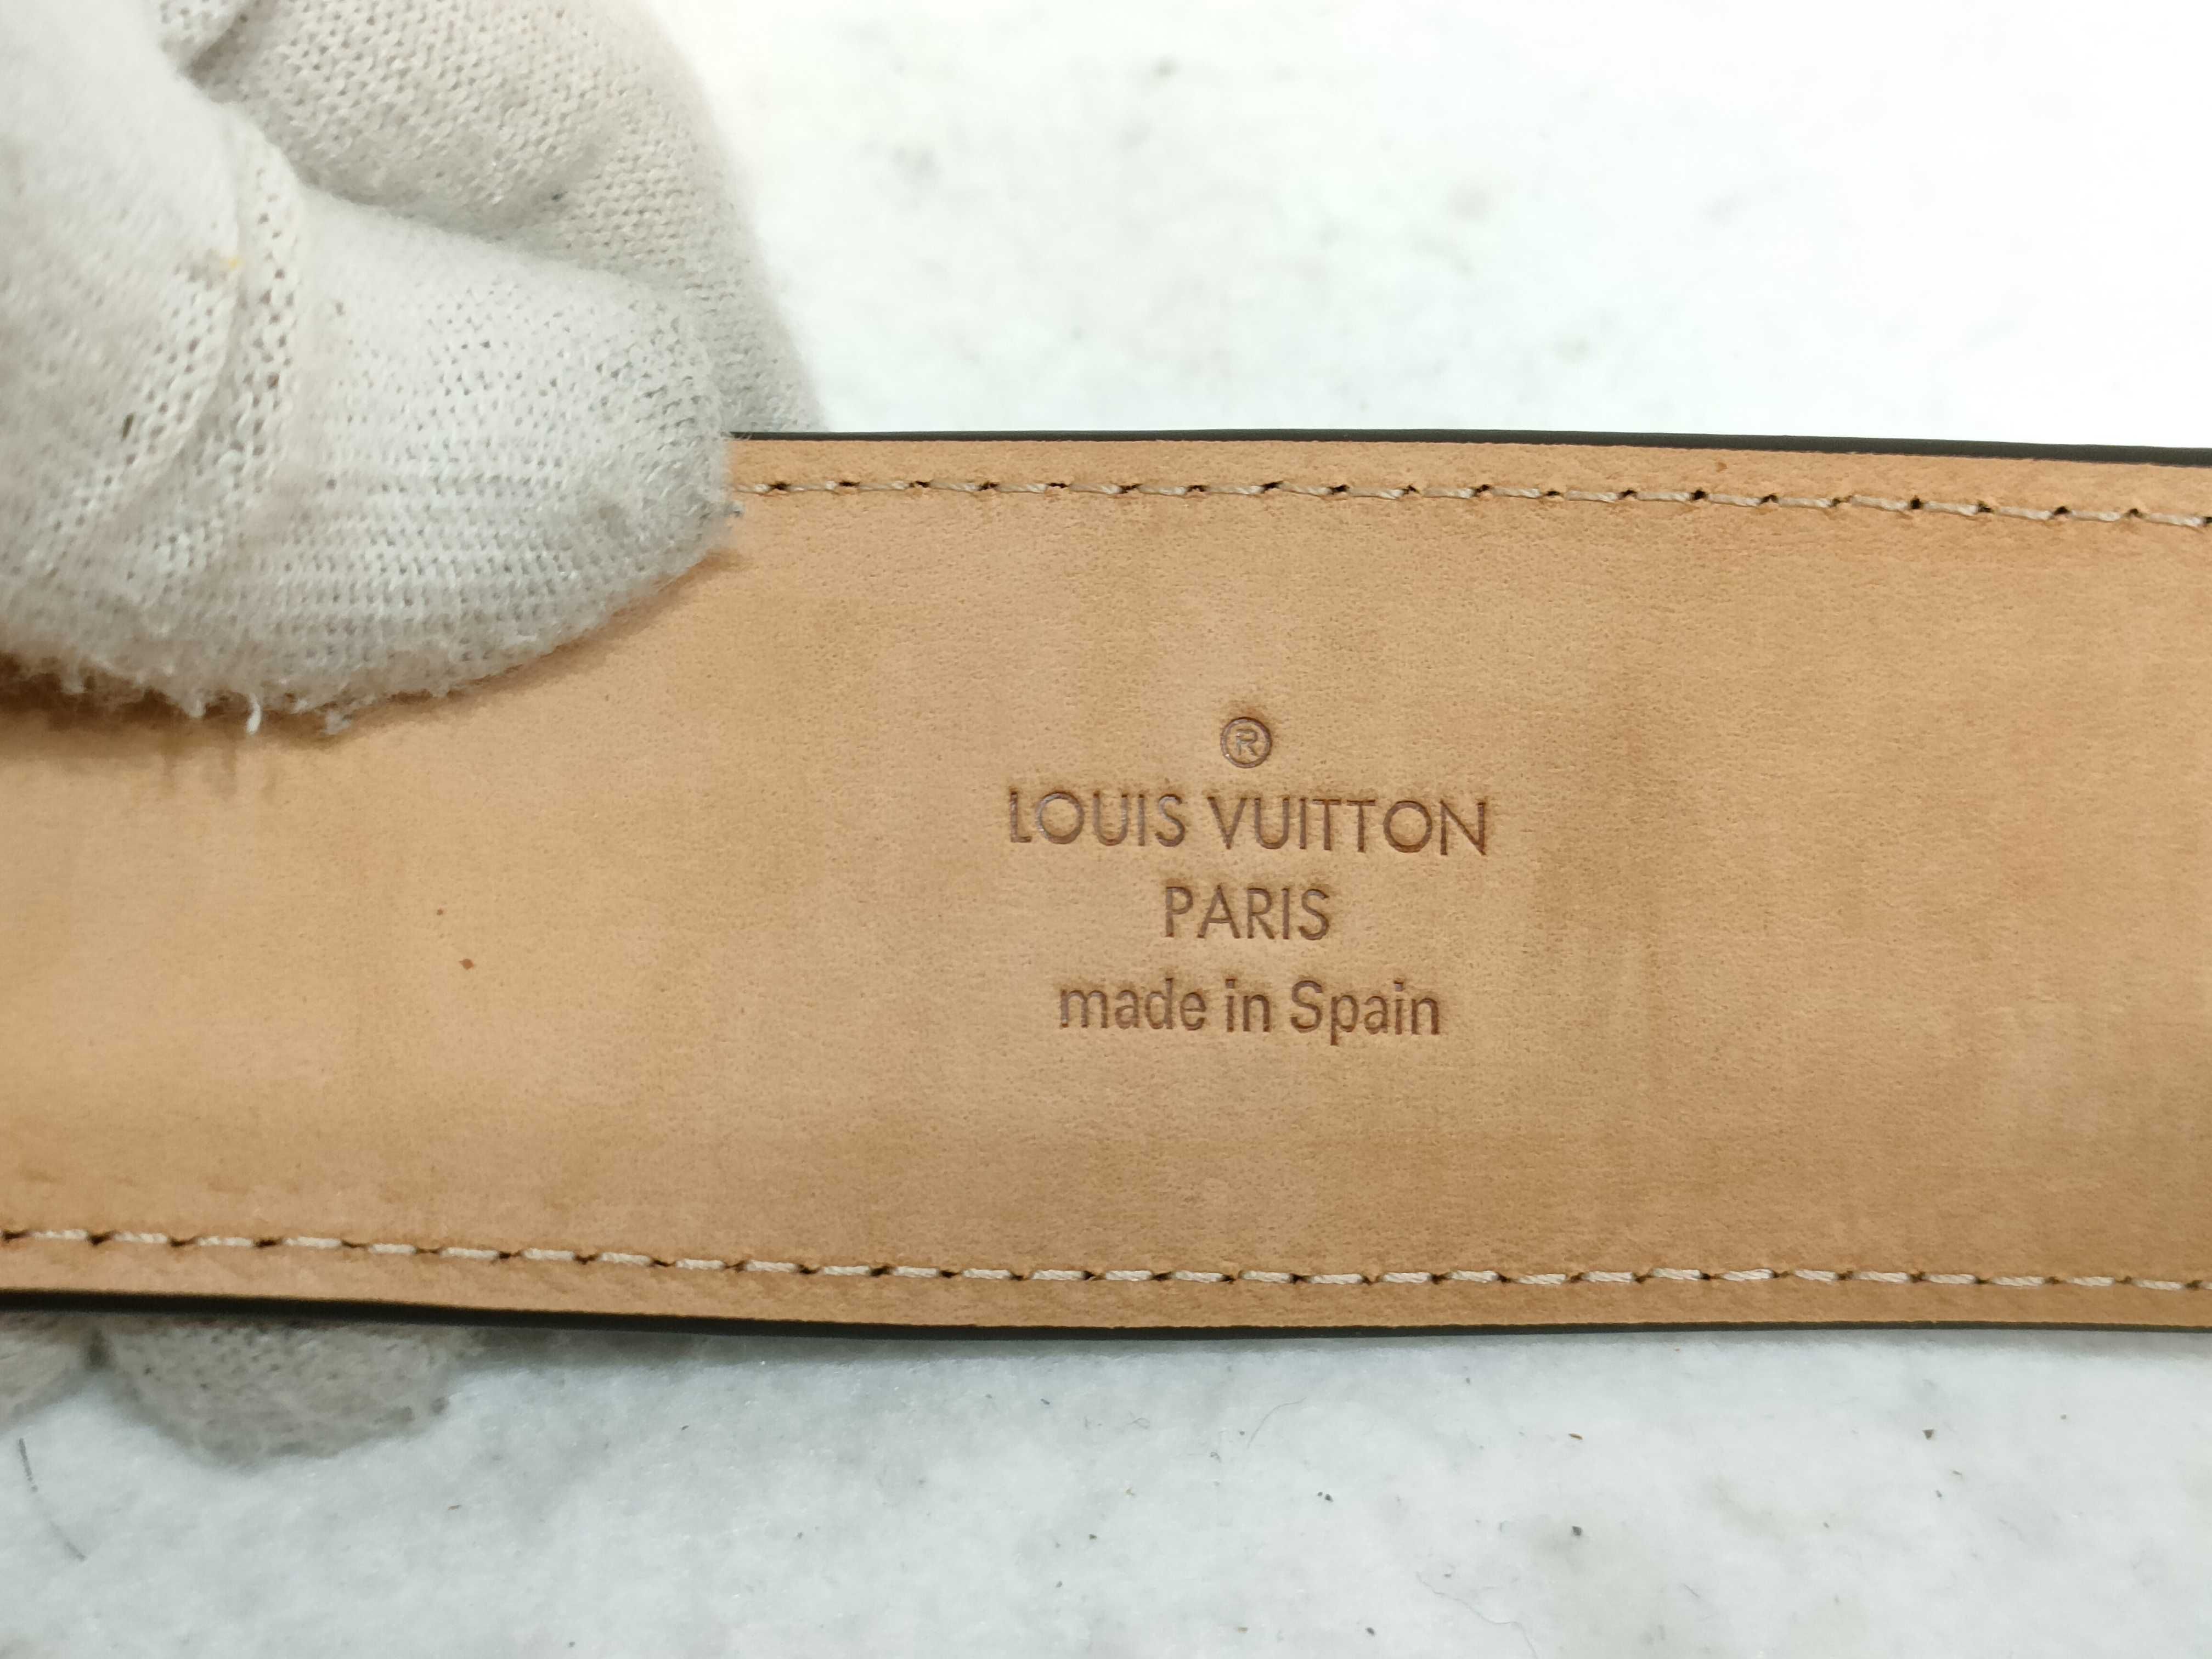 ®
LOUIS VUITTON
PARIS
made in Spain